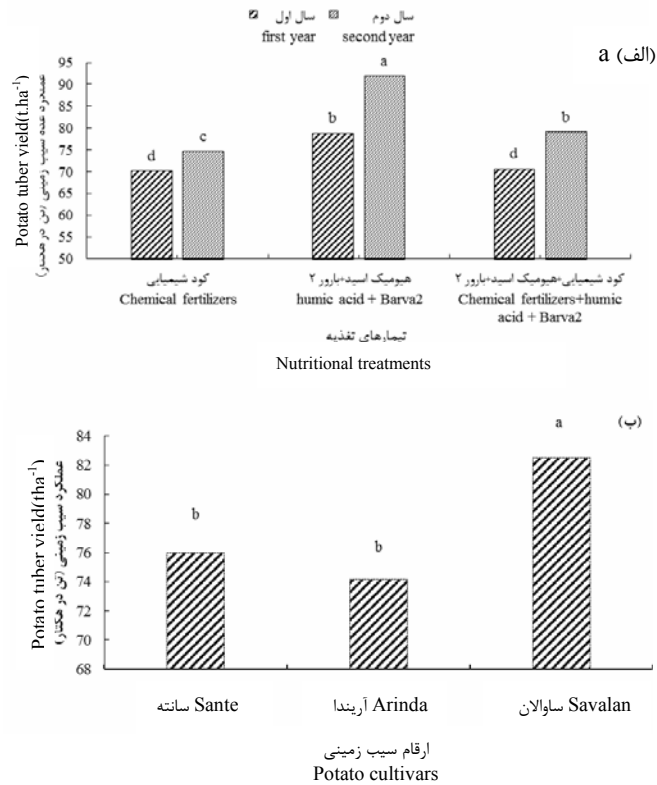 سال اول سال دوم
first year second year
(الف) a
Potato tuber yield(t.ha-1)
عملکرد غده سیب زمینی (تن در هکتار)
95
90
85
80
75
70
65
60
55
50
d c b a d b
کود شیمیایی هیومیک اسید+بارور ۲ کود شیمیایی+هیومیک اسید+بارور ۲
Chemical fertilizers humic acid + Barva2 Chemical fertilizers+humic
acid + Barva2
تیمارهای تغذیه
Nutritional treatments
(ب)
Potato tuber yield(tha-1)
عملکرد سیب زمینی (تن در هکتار)
84
82
80
78
76
74
72
70
68
b b a
سانته Sante آریندا Arinda ساوالان Savalan
ارقام سیب زمینی
Potato cultivars